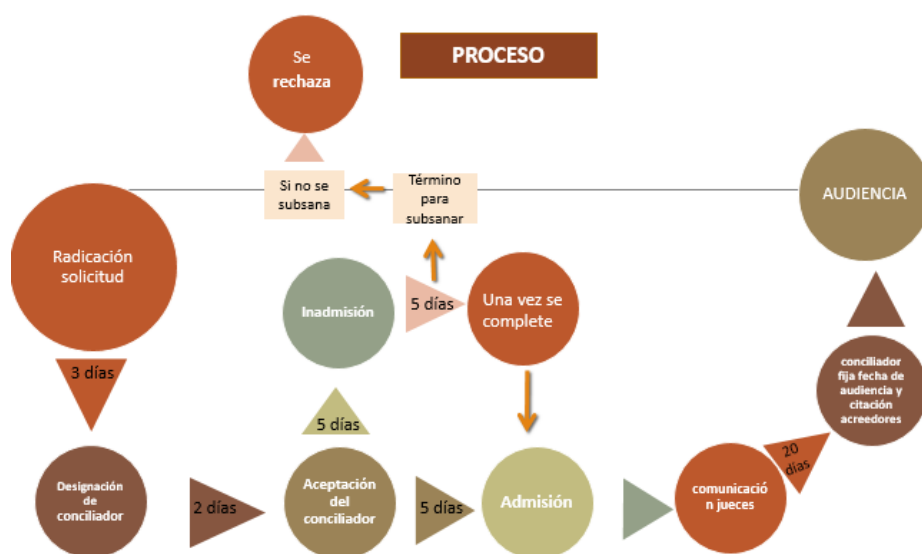 PROCESO
Se
rechaza
Si no se
subsana
Término
para
subsanar
AUDIENCIA
Radicación
solicitud
Inadmisión
5 días
Una vez se
complete
3 días
5 días
conciliador
fija fecha de
audiencia y
citación
acreedores
Designación
de
conciliador
2 días
Aceptación
del
conciliador
5 días
Admisión
comunicació
n jueces
20
días